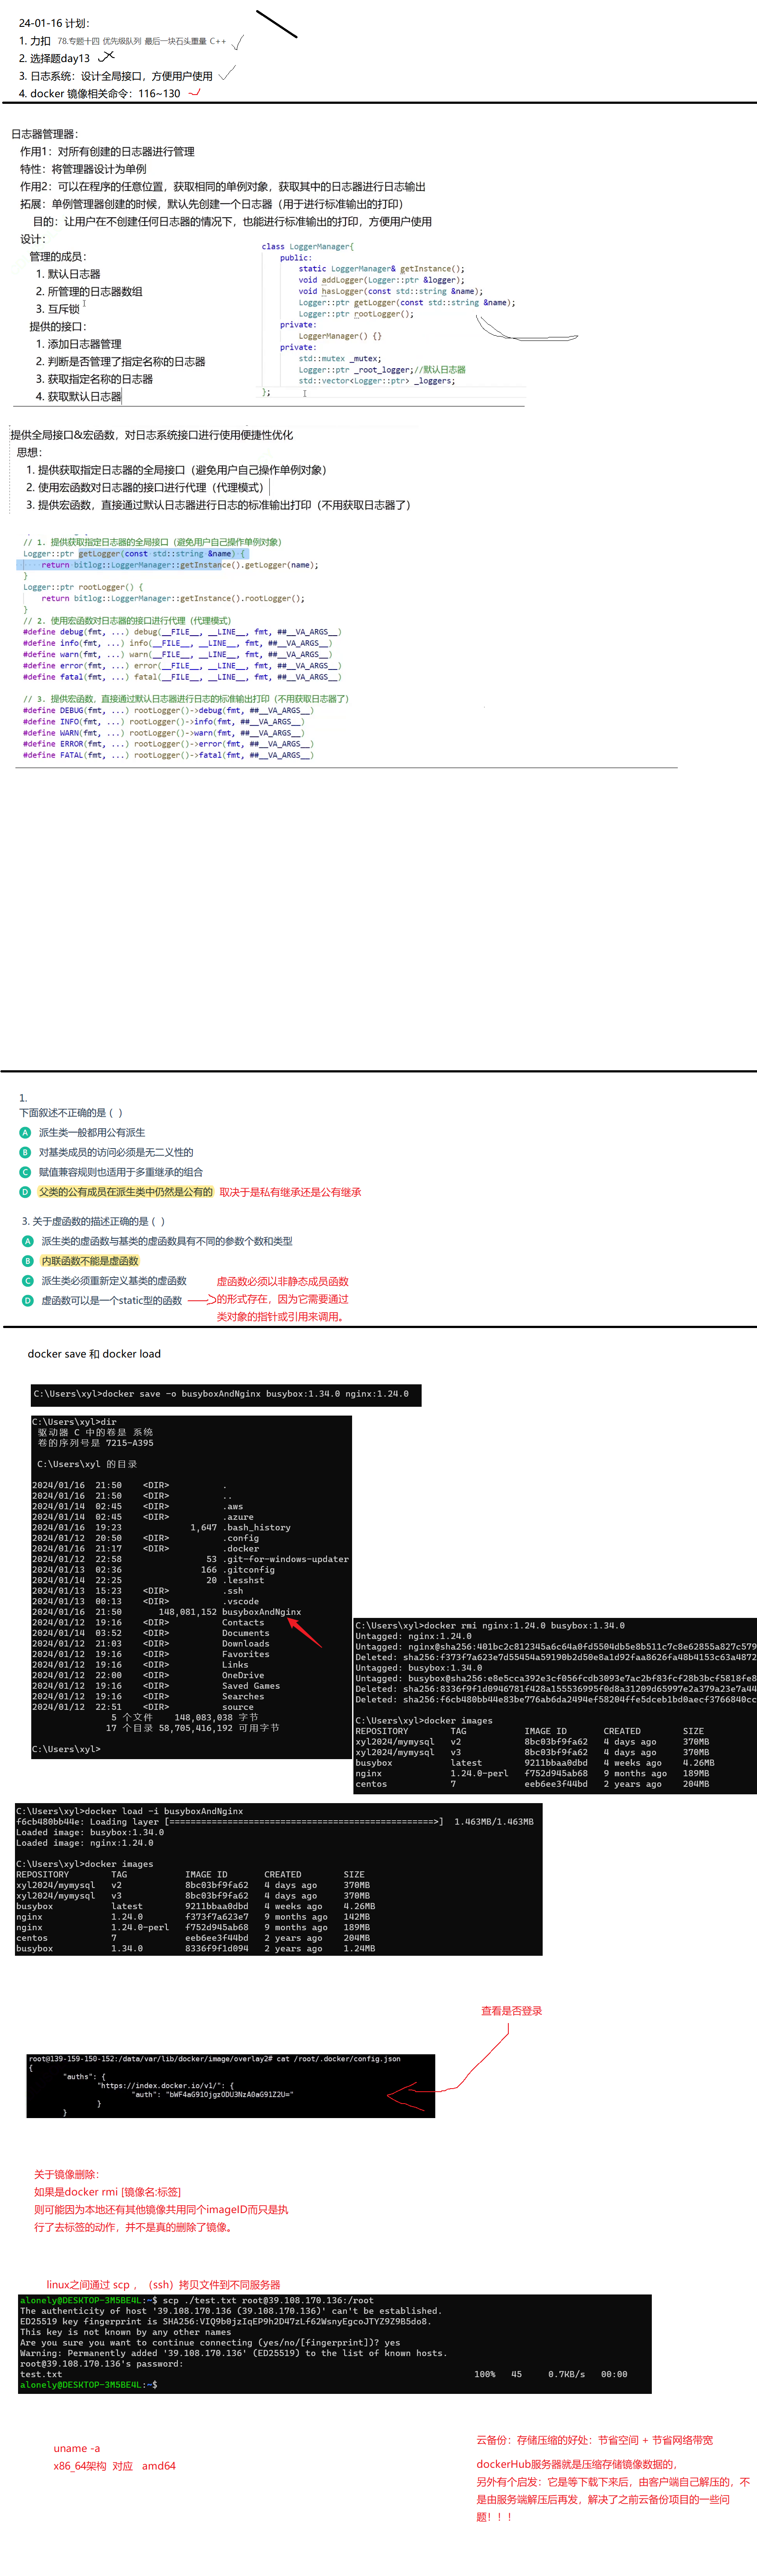 24-01-16 计划：
1. 力扣 78.专题十四 优先级队列 最后一块石头重量 C++
2. 选择题day13
3. 日志系统：设计全局接口，方便用户使用
4. docker 镜像相关命令：116~130
日志器管理器：
作用1：对所有创建的日志器进行管理
特性：将管理器设计为单例
作用2：可以在程序的任意位置，获取相同的单例对象，获取其中的日志器进行日志输出
拓展：单例管理器创建的时候，默认先创建一个日志器（用于进行标准输出的打印）
目的：让用户在不创建任何日志器的情况下，也能进行标准输出的打印，方便用户使用
设计：
管理的成员：
1. 默认日志器
2. 所管理的日志器数组
3. 互斥锁
提供的接口：
1. 添加日志器管理
2. 判断是否管理了指定名称的日志器
3. 获取指定名称的日志器
4. 获取默认日志器
class LoggerManager{
public:
static LoggerManager& getInstance();
void addLogger(Logger::ptr &logger);
void hasLogger(const std::string &name);
Logger::ptr getLogger(const std::string &name);
Logger::ptr rootLogger();
private:
LoggerManager() {}
private:
std::mutex _mutex;
Logger::ptr _root_logger;//默认日志器
std::vector<Logger::ptr> _loggers;
};
提供全局接口&宏函数，对日志系统接口进行使用便捷性优化
思想：
1. 提供获取指定日志器的全局接口（避免用户自己操作单例对象）
2. 使用宏函数对日志器的接口进行代理（代理模式）
3. 提供宏函数，直接通过默认日志器进行日志的标准输出打印（不用获取日志器了）
// 1. 提供获取指定日志器的全局接口（避免用户自己操作单例对象）
Logger::ptr getLogger(const std::string &name) {
return bitlog::LoggerManager::getInstance().getLogger(name);
}
Logger::ptr rootLogger() {
return bitlog::LoggerManager::getInstance().rootLogger();
}
// 2. 使用宏函数对日志器的接口进行代理（代理模式）
#define debug(fmt, ...) debug(__FILE__, __LINE__, fmt, ##__VA_ARGS__)
#define info(fmt, ...) info(__FILE__, __LINE__, fmt, ##__VA_ARGS__)
#define warn(fmt, ...) warn(__FILE__, __LINE__, fmt, ##__VA_ARGS__)
#define error(fmt, ...) error(__FILE__, __LINE__, fmt, ##__VA_ARGS__)
#define fatal(fmt, ...) fatal(__FILE__, __LINE__, fmt, ##__VA_ARGS__)
// 3. 提供宏函数，直接通过默认日志器进行日志的标准输出打印（不用获取日志器了）
#define DEBUG(fmt, ...) rootLogger()->debug(fmt, ##__VA_ARGS__)
#define INFO(fmt, ...) rootLogger()->info(fmt, ##__VA_ARGS__)
#define WARN(fmt, ...) rootLogger()->warn(fmt, ##__VA_ARGS__)
#define ERROR(fmt, ...) rootLogger()->error(fmt, ##__VA_ARGS__)
#define FATAL(fmt, ...) rootLogger()->fatal(fmt, ##__VA_ARGS__)
1.
下面叙述不正确的是 ( )
A 派生类一般都用公有派生
B 对基类成员的访问必须是无二义性的
C 赋值兼容规则也适用于多重继承的组合
D 父类的公有成员在派生类中仍然是公有的 取决于是私有继承还是公有继承
3. 关于虚函数的描述正确的是 ( )
A 派生类的虚函数与基类的虚函数具有不同的参数个数和类型
B 内联函数不能是虚函数
C 派生类必须重新定义基类的虚函数
D 虚函数可以是一个static型的函数
虚函数必须以非静态成员函数
的形式存在，因为它需要通过
类对象的指针或引用来调用。
docker save 和 docker load
C:\Users\xyl>docker save -o busyboxAndNginx busybox:1.34.0 nginx:1.24.0
C:\Users\xyl>dir
驱动器 C 中的卷是 系统
卷的序列号是 7215-A395
C:\Users\xyl 的目录
2024/01/16 21:50 <DIR> .
2024/01/16 21:50 <DIR> ..
2024/01/14 02:45 <DIR> .aws
2024/01/14 02:45 <DIR> .azure
2024/01/16 19:23 1,647 .bash_history
2024/01/12 20:50 <DIR> .config
2024/01/16 21:17 <DIR> .docker
2024/01/12 22:58 53 .git-for-windows-updater
2024/01/13 02:36 166 .gitconfig
2024/01/14 22:25 20 .lesshst
2024/01/13 15:23 <DIR> .ssh
2024/01/13 00:13 <DIR> .vscode
2024/01/16 21:50 148,081,152 busyboxAndNginx
2024/01/12 19:16 <DIR> Contacts
2024/01/14 03:52 <DIR> Documents
2024/01/12 21:03 <DIR> Downloads
2024/01/12 19:16 <DIR> Favorites
2024/01/12 19:16 <DIR> Links
2024/01/12 22:00 <DIR> OneDrive
2024/01/12 19:16 <DIR> Saved Games
2024/01/12 19:16 <DIR> Searches
2024/01/12 22:51 <DIR> source
5 个文件 148,083,038 字节
17 个目录 58,705,416,192 可用字节
C:\Users\xyl>
C:\Users\xyl>docker rmi nginx:1.24.0 busybox:1.34.0
Untagged: nginx:1.24.0
Untagged: nginx@sha256:401bc2c812345a6c64a0fd5504db5e8b511c7c8e62855a827c579
Deleted: sha256:f373f7a623e7d55454a59190b2d50e8a1d92faa8626fa48b4153c63a4872
Untagged: busybox:1.34.0
Untagged: busybox@sha256:e8e5cca392e3cf056fcdb3093e7ac2bf83fcf28b3bcf5818fe8
Deleted: sha256:8336f9f1d0946781f428a155536995f0d8a31209d65997e2a379a23e7a44
Deleted: sha256:f6cb480bb44e83be776ab6da2494ef58204ffe5dceb1bd0aecf3766840cc
C:\Users\xyl>docker images
REPOSITORY TAG IMAGE ID CREATED SIZE
xyl2024/mymysql v2 8bc03bf9fa62 4 days ago 370MB
xyl2024/mymysql v3 8bc03bf9fa62 4 days ago 370MB
busybox latest 9211bbaa0dbd 4 weeks ago 4.26MB
nginx 1.24.0-perl f752d945ab68 9 months ago 189MB
centos 7 eeb6ee3f44bd 2 years ago 204MB
C:\Users\xyl>docker load -i busyboxAndNginx
f6cb480bb44e: Loading layer [==================================================>] 1.463MB/1.463MB
Loaded image: busybox:1.34.0
Loaded image: nginx:1.24.0
C:\Users\xyl>docker images
REPOSITORY TAG IMAGE ID CREATED SIZE
xyl2024/mymysql v2 8bc03bf9fa62 4 days ago 370MB
xyl2024/mymysql v3 8bc03bf9fa62 4 days ago 370MB
busybox latest 9211bbaa0dbd 4 weeks ago 4.26MB
nginx 1.24.0 f373f7a623e7 9 months ago 142MB
nginx 1.24.0-perl f752d945ab68 9 months ago 189MB
centos 7 eeb6ee3f44bd 2 years ago 204MB
busybox 1.34.0 8336f9f1d094 2 years ago 1.24MB
查看是否登录
root@139-159-150-152:/data/var/lib/docker/image/overlay2# cat /root/.docker/config.json
{
"auths": {
"https://index.docker.io/v1/": {
"auth": "bWF4aG91OjgzODU3NzA0aG91Z2U="
}
}
关于镜像删除：
如果是docker rmi [镜像名:标签]
则可能因为本地还有其他镜像共用同个imageID而只是执
行了去标签的动作，并不是真的删除了镜像。
linux之间通过 scp ，（ssh）拷贝文件到不同服务器
alonely@DESKTOP-3M5BE4L:~$ scp ./test.txt root@39.108.170.136:/root
The authenticity of host '39.108.170.136 (39.108.170.136)' can't be established.
ED25519 key fingerprint is SHA256:VIQ9b0jzIqEP9h2D47zLf62WsnyEgcoJTYZ9Z9B5do8.
This key is not known by any other names
Are you sure you want to continue connecting (yes/no/[fingerprint])? yes
Warning: Permanently added '39.108.170.136' (ED25519) to the list of known hosts.
root@39.108.170.136's password:
test.txt 100% 45 0.7KB/s 00:00
alonely@DESKTOP-3M5BE4L:~$
uname -a
x86_64架构 对应 amd64
云备份：存储压缩的好处：节省空间 + 节省网络带宽
dockerHub服务器就是压缩存储镜像数据的，
另外有个启发：它是等下载下来后，由客户端自己解压的，不
是由服务端解压后再发，解决了之前云备份项目的一些问
题！！！